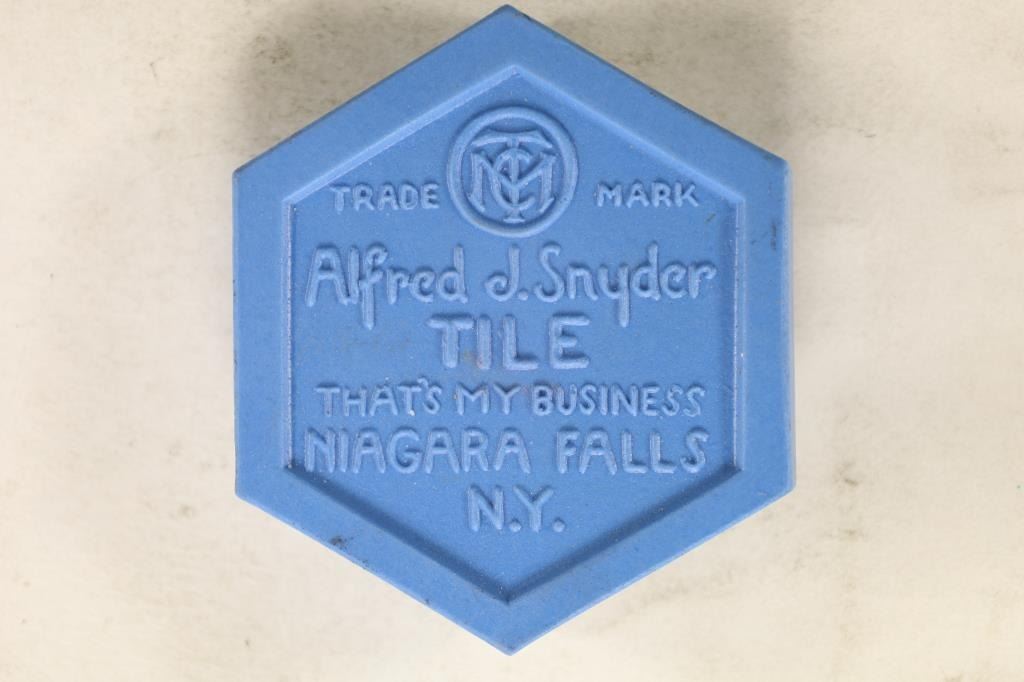 TRADE MARK
Alfred J. Snyder
TILE
THAT'S MY BUSINESS
NIAGARA FALLS
N.Y.